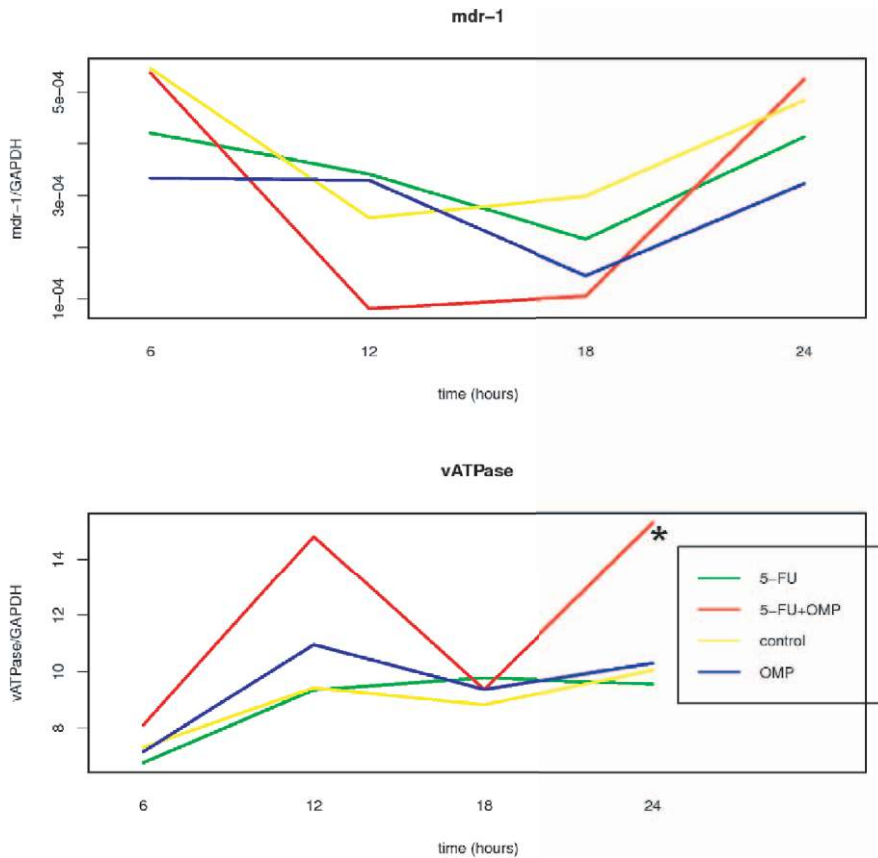 mdr-1
mdr-1/GAPDH
5e-04
3e-04
1e-04
6 12 18 24
time (hours)
vATPase
vATPase/GAPDH
14
12
10
8
*
5-FU
5-FU+OMP
control
OMP
6 12 18 24
time (hours)